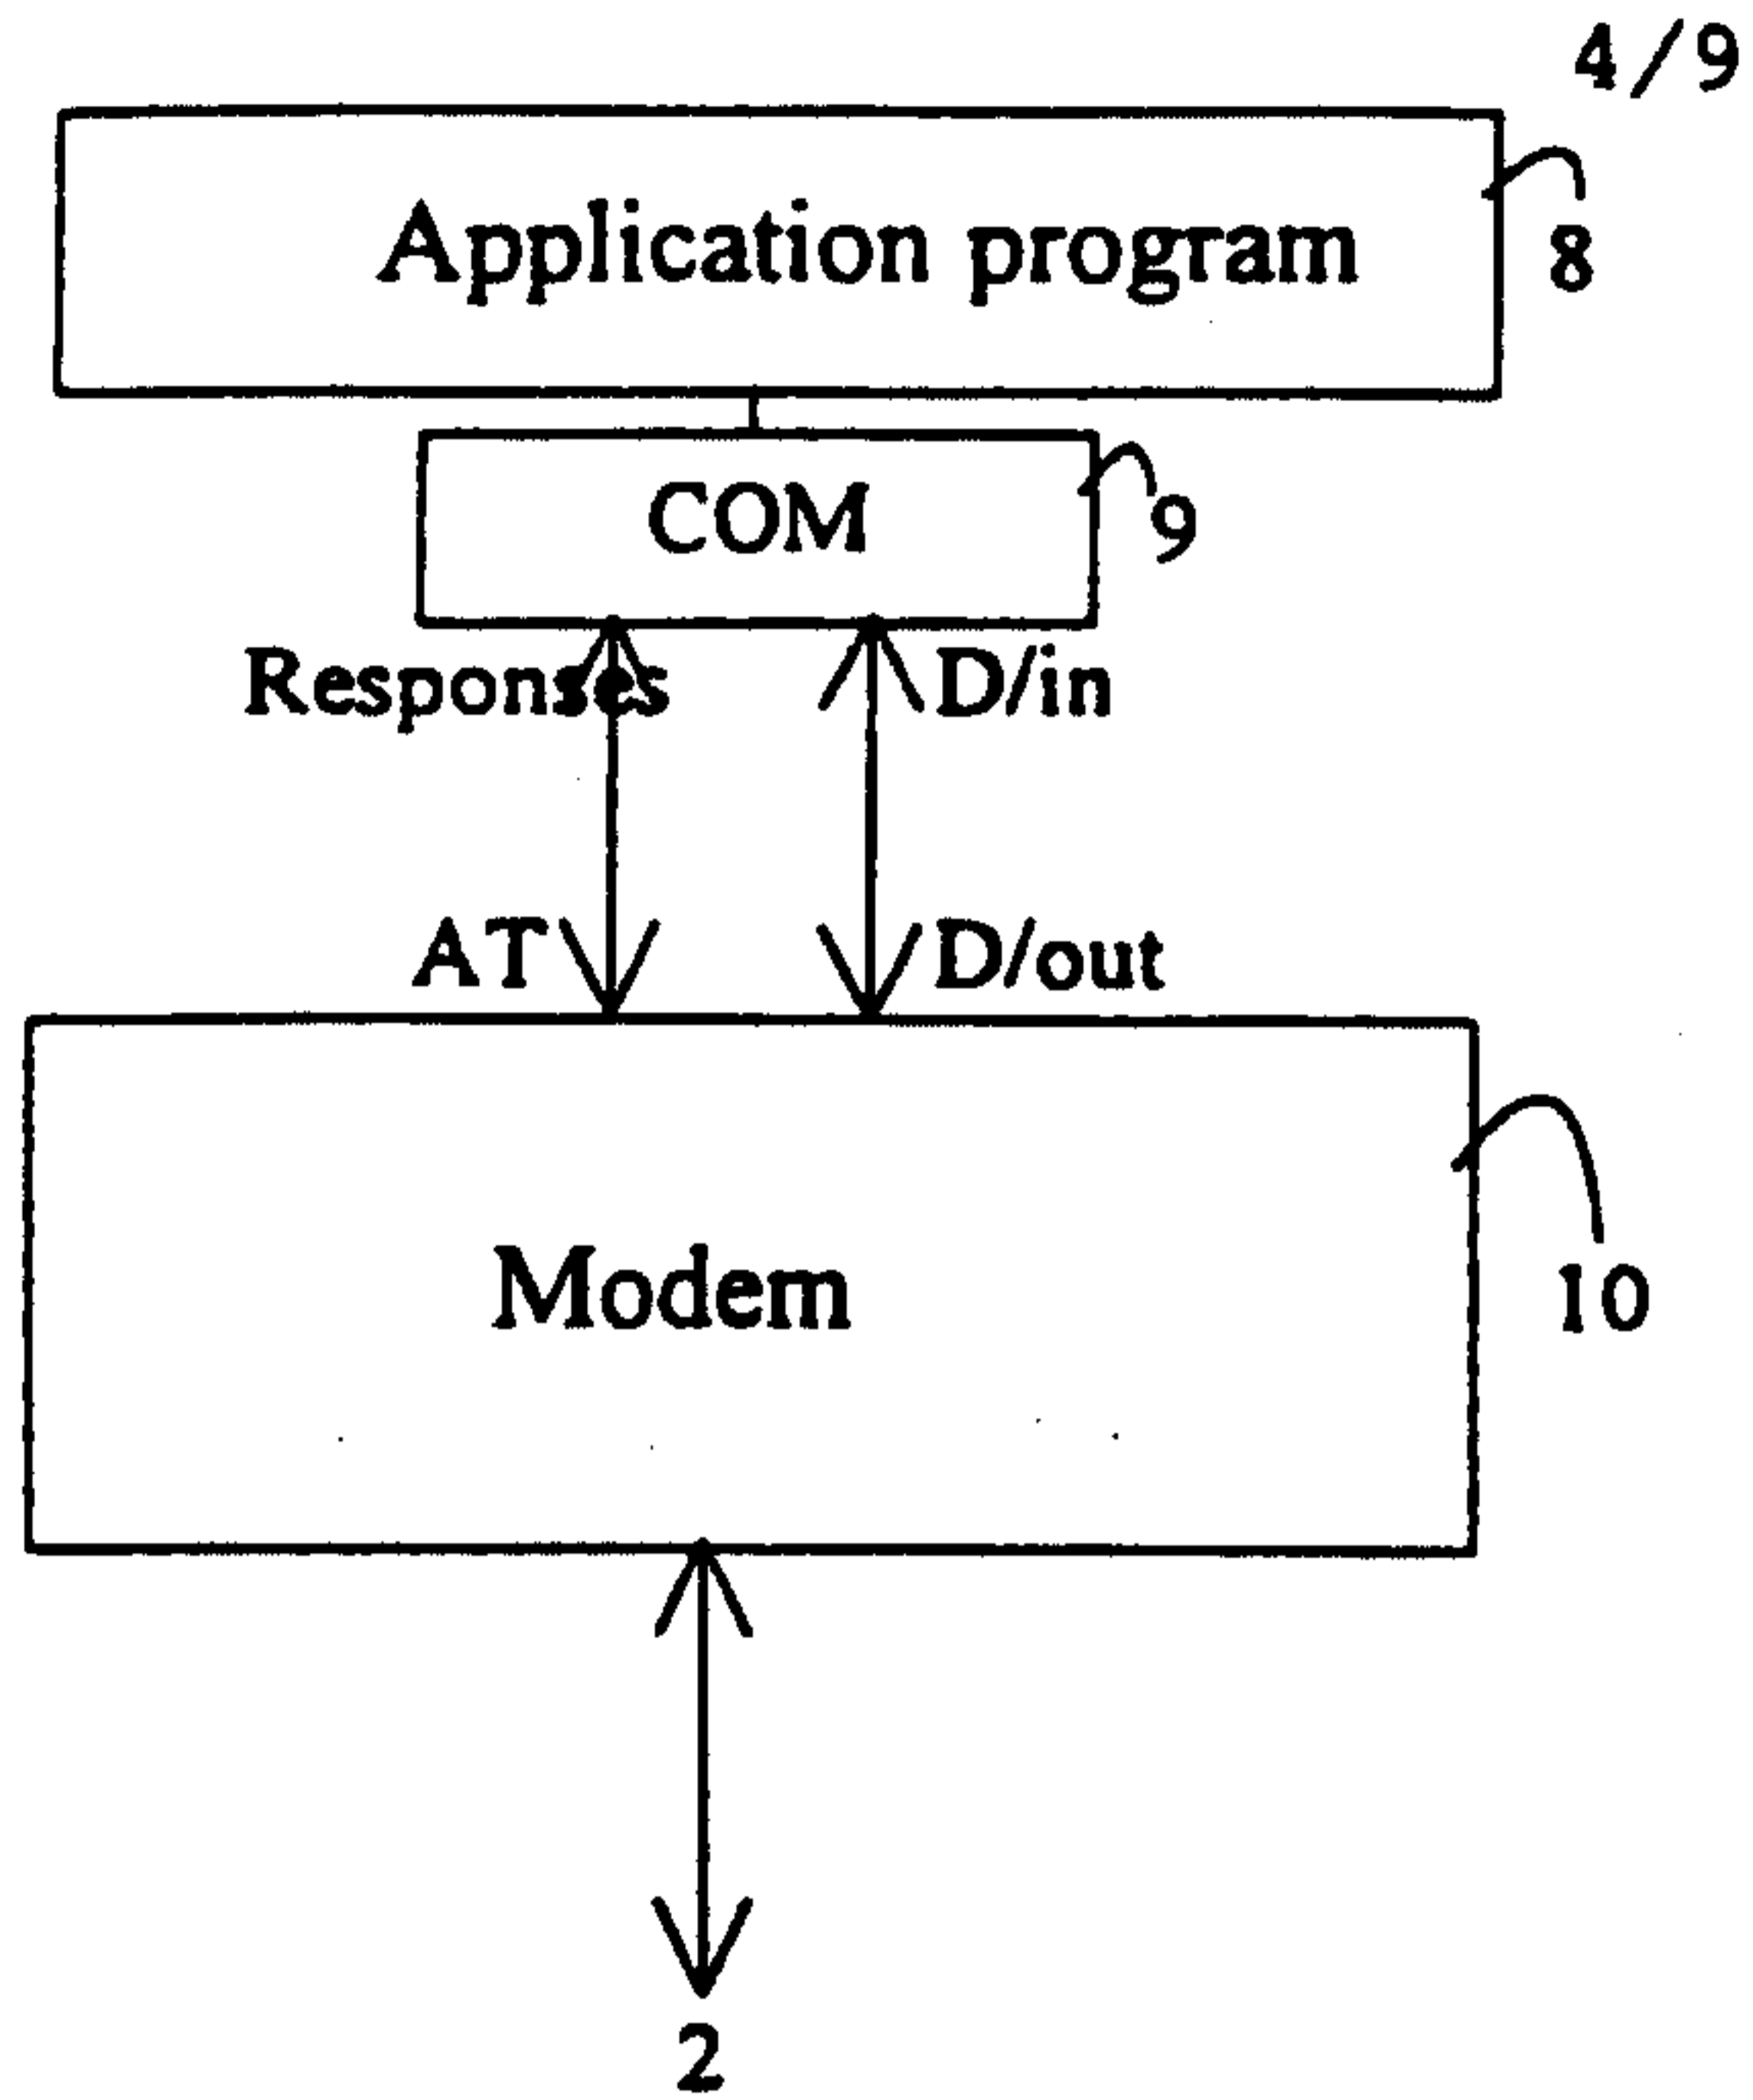 4/9
Application program
8
COM
9
Responses
D/in
AT
D/out
Modem
10
2